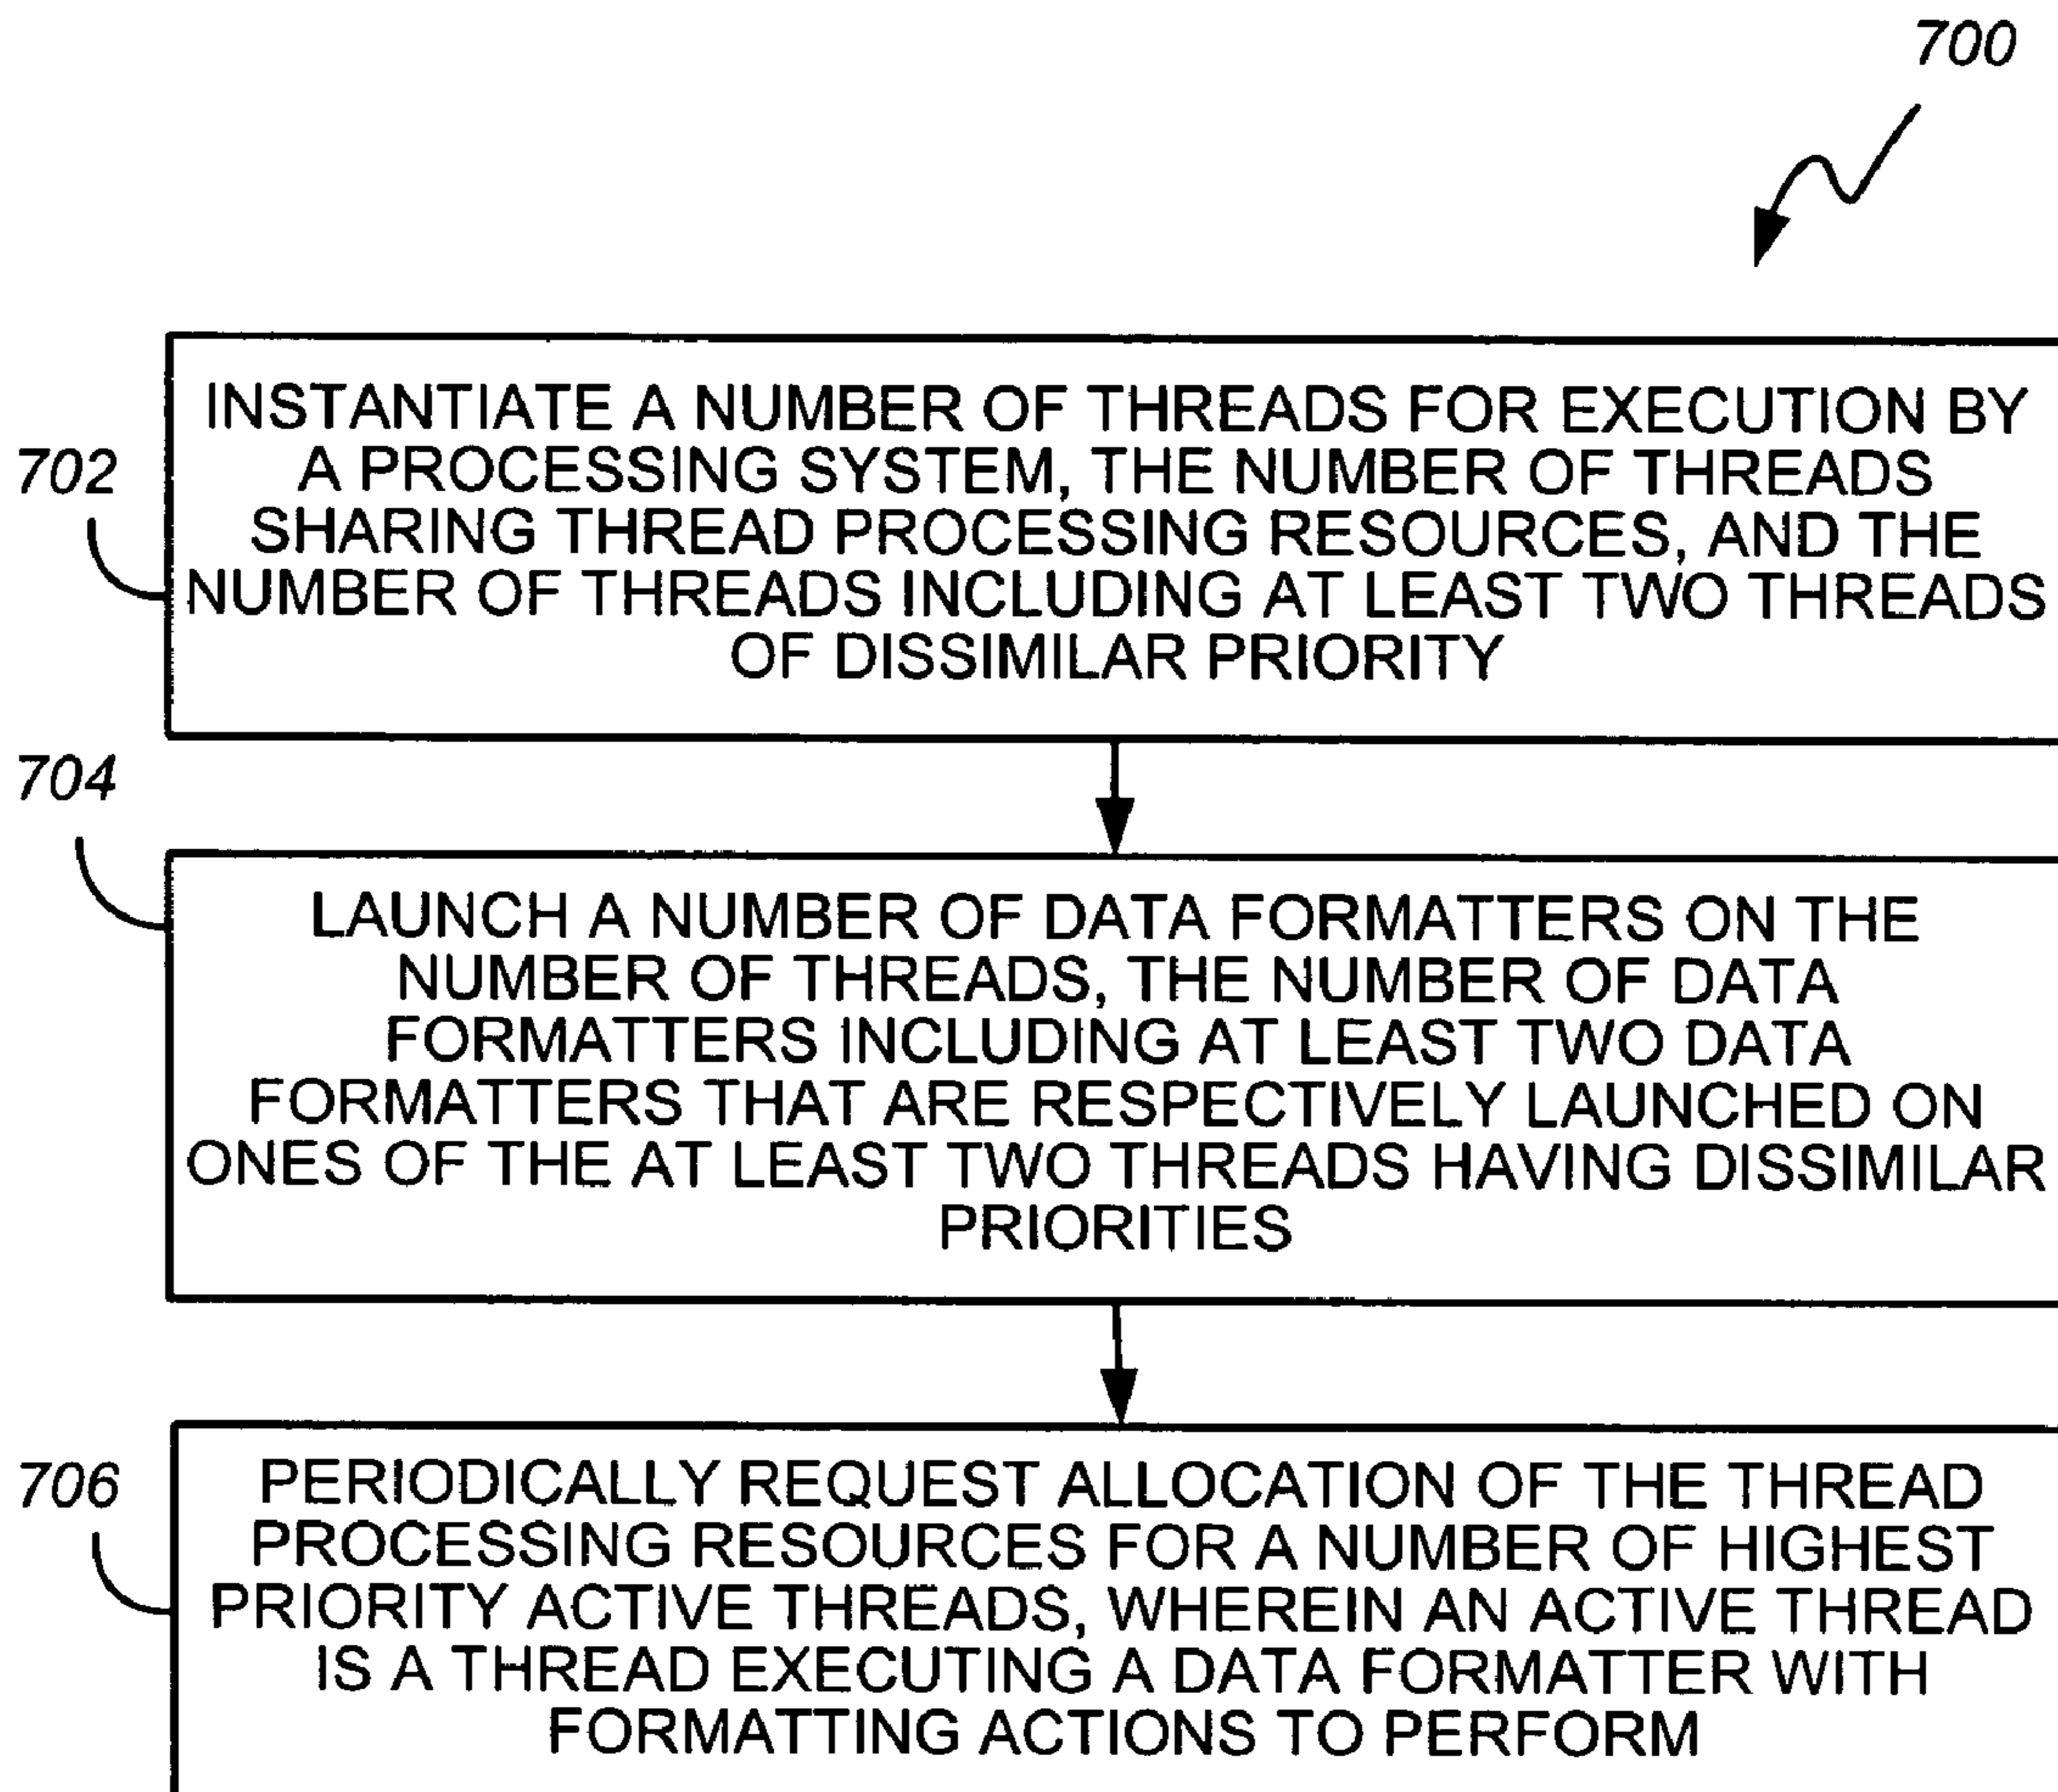 700
702
INSTANTIATE A NUMBER OF THREADS FOR EXECUTION BY
A PROCESSING SYSTEM, THE NUMBER OF THREADS
SHARING THREAD PROCESSING RESOURCES, AND THE
NUMBER OF THREADS INCLUDING AT LEAST TWO THREADS
OF DISSIMILAR PRIORITY
704
LAUNCH A NUMBER OF DATA FORMATTERS ON THE
NUMBER OF THREADS, THE NUMBER OF DATA
FORMATTERS INCLUDING AT LEAST TWO DATA
FORMATTERS THAT ARE RESPECTIVELY LAUNCHED ON
ONES OF THE AT LEAST TWO THREADS HAVING DISSIMILAR
PRIORITIES
706
PERIODICALLY REQUEST ALLOCATION OF THE THREAD
PROCESSING RESOURCES FOR A NUMBER OF HIGHEST
PRIORITY ACTIVE THREADS, WHEREIN AN ACTIVE THREAD
IS A THREAD EXECUTING A DATA FORMATTER WITH
FORMATTING ACTIONS TO PERFORM